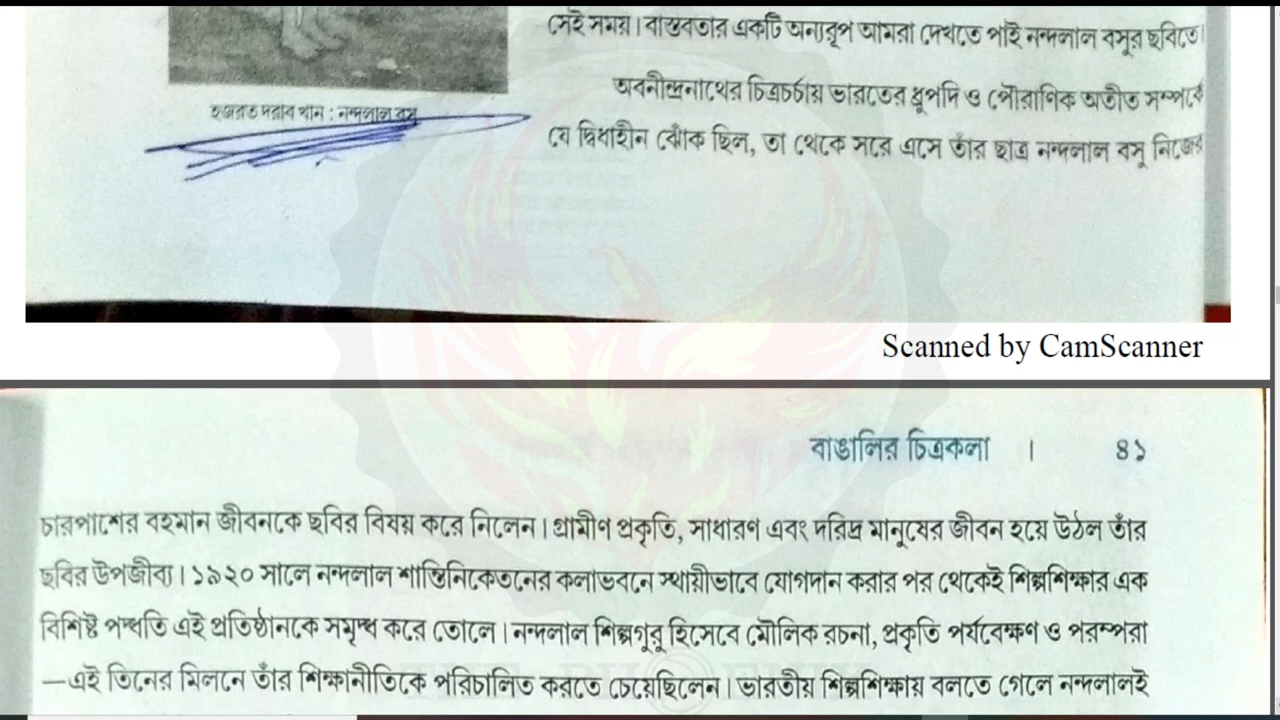 সেই সময়। বাস্তবতার একটি অন্যরূপ আমরা দেখতে পাই নন্দলাল বসুর ছবিতে।
অবনীন্দ্রনাথের চিত্রচর্চায় ভারতের ধ্রুপদি ও পৌরাণিক অতীত সম্পর্কে
হজরত দরাব খান : নন্দলাল বসু
যে দ্বিধাহীন ঝোঁক ছিল, তা থেকে সরে এসে তাঁর ছাত্র নন্দলাল বসু নিজের
Scanned by CamScanner
বাঙালির চিত্রকলা । ৪১
চারপাশের বহমান জীবনকে ছবির বিষয় করে নিলেন। গ্রামীণ প্রকৃতি, সাধারণ এবং দরিদ্র মানুষের জীবন হয়ে উঠল তাঁর
ছবির উপজীব্য। ১৯২০ সালে নন্দলাল শান্তিনিকেতনের কলাভবনে স্থায়ীভাবে যোগদান করার পর থেকেই শিল্পশিক্ষার এক
বিশিষ্ট পদ্ধতি এই প্রতিষ্ঠানকে সমৃদ্ধ করে তোলে। নন্দলাল শিল্পগুরু হিসেবে মৌলিক রচনা, প্রকৃতি পর্যবেক্ষণ ও পরম্পরা
—এই তিনের মিলনে তাঁর শিক্ষানীতিকে পরিচালিত করতে চেয়েছিলেন। ভারতীয় শিল্পশিক্ষায় বলতে গেলে নন্দলালই